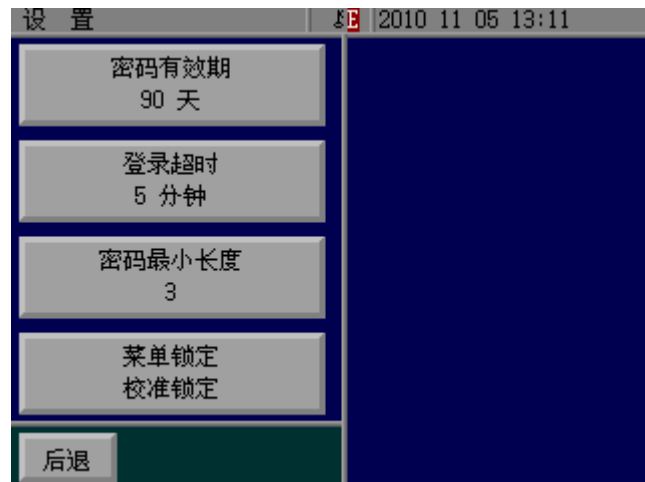 设 置 E 2010 11 05 13:11
密码有效期
90 天
登录超时
5 分钟
密码最小长度
3
菜单锁定
校准锁定
后退